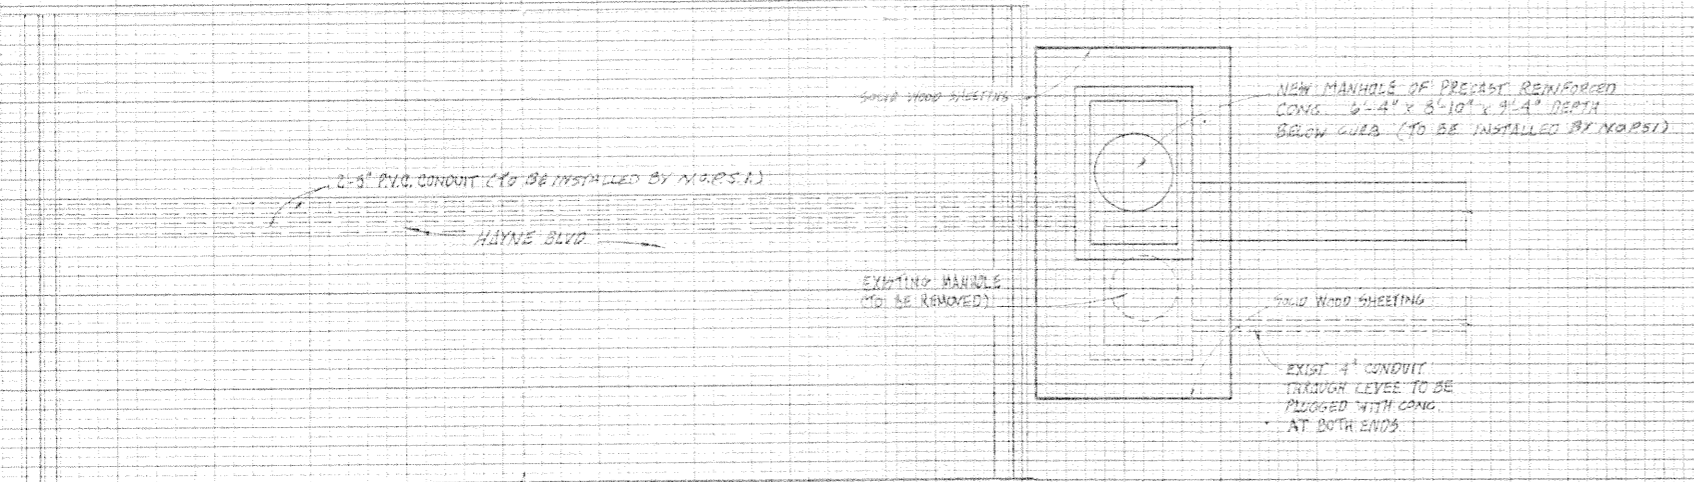 SOLID WOOD SHEETING
NEW MANHOLE OF PRECAST REINFORCED
CONC 6'-4" x 8'-10" x 9'-4" DEPTH
BELOW CURB (TO BE INSTALLED BY N.O.P.S.I)
2-5" P.V.C. CONDUIT (TO BE INSTALLED BY N.O.P.S.I.)
HAYNE BLVD
EXISTING MANHOLE
(TO BE REMOVED)
SOLID WOOD SHEETING
EXIST. 4" CONDUIT
THROUGH LEVEE TO BE
PLUGGED WITH CONC.
AT BOTH ENDS